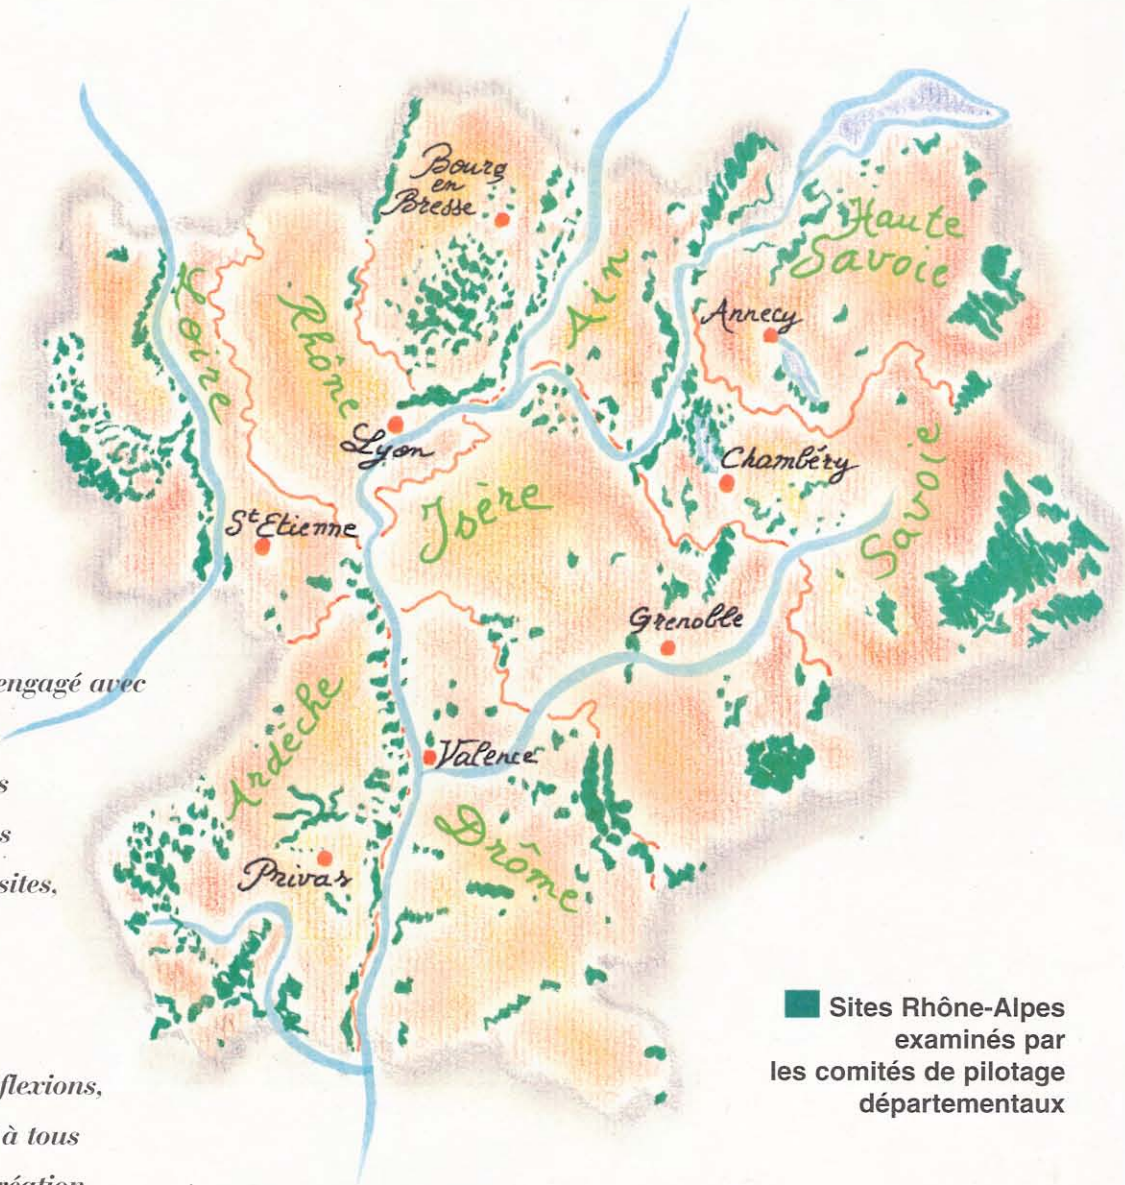 Bourg
en
Bresse
Haute
Savoie
Ain
Loire
Rhône
Annecy
Lyon
Chambéry
Savoie
Isère
St Etienne
Grenoble
engagé avec
Ardèche
Valence
s
Drôme
s
Privas
sites,
Sites Rhône-Alpes
examinés par
les comités de pilotage
départementaux
flexions,
à tous